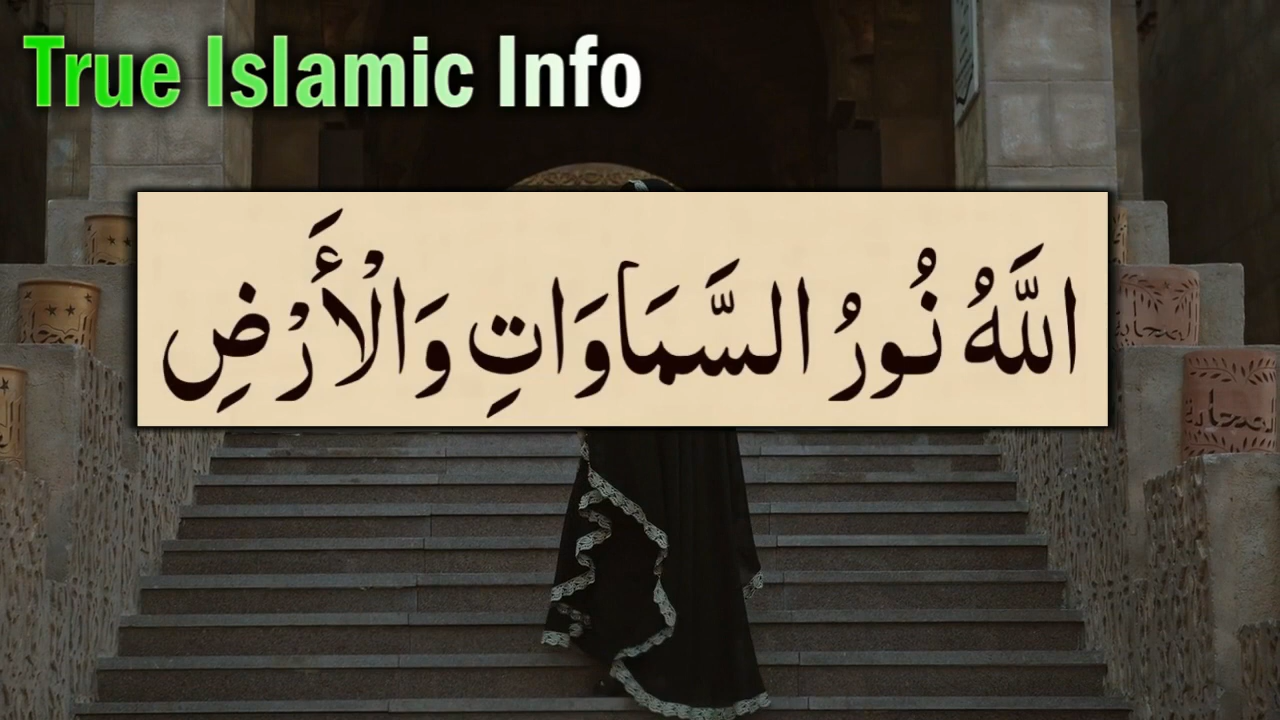 True Islamic Info
اللَّهُ نُورُ السَّمَاوَاتِ وَالْأَرْضِ